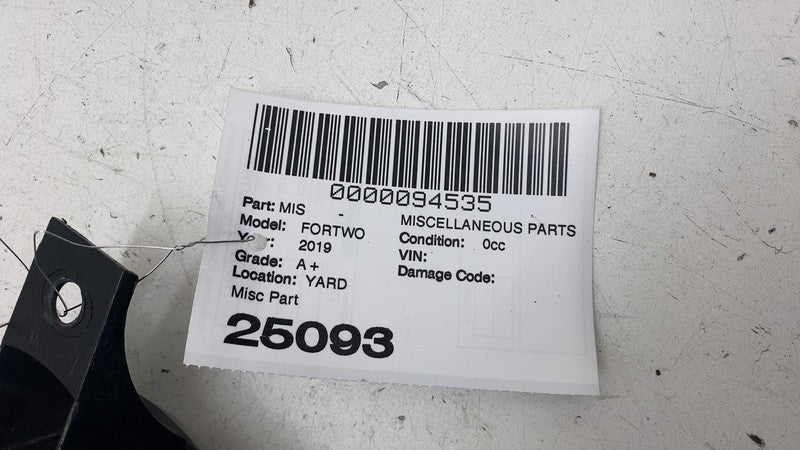 0000094535
Part: MIS - MISCELLANEOUS PARTS
Model: FORTWO Condition: 0cc
Year: 2019 VIN:
Grade: A+ Damage Code:
Location: YARD
Misc Part
25093